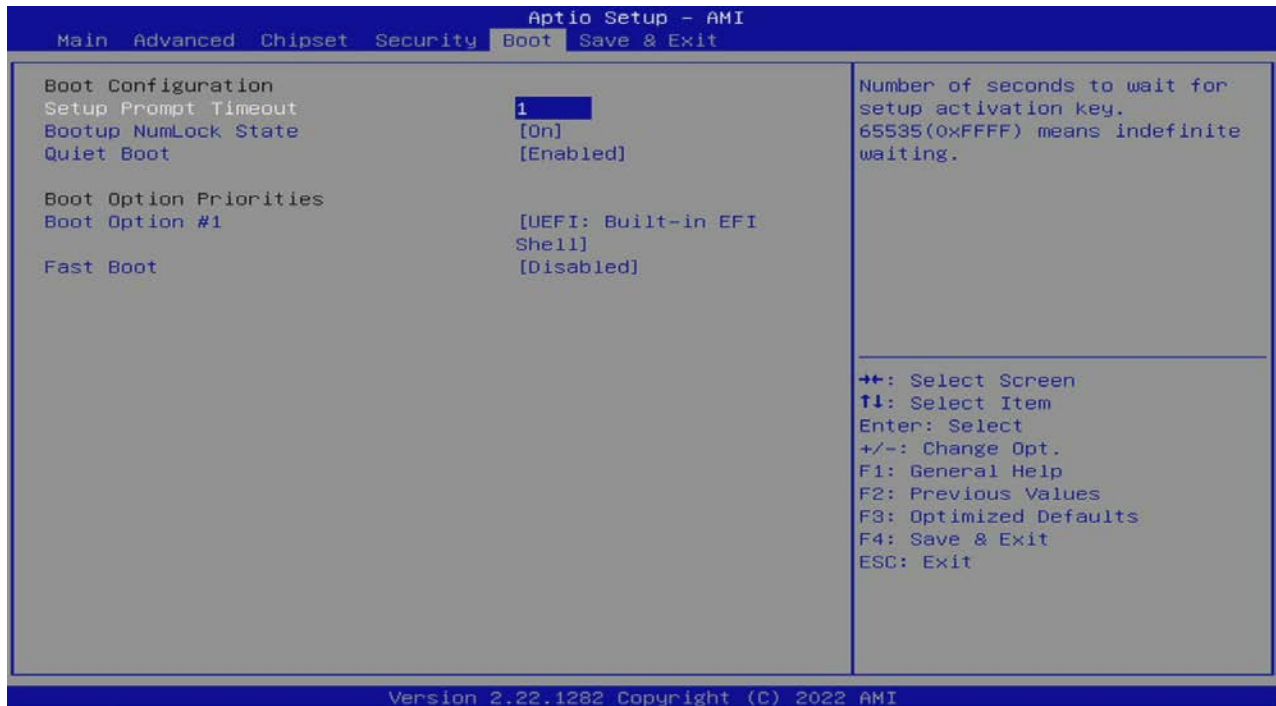 Aptio Setup – AMI
Main Advanced Chipset Security Boot Save & Exit
Boot Configuration
Setup Prompt Timeout 1
Bootup NumLock State [On]
Quiet Boot [Enabled]
Boot Option Priorities
Boot Option #1 [UEFI: Built-in EFI
Shell]
Fast Boot [Disabled]
Number of seconds to wait for
setup activation key.
65535(0xFFFF) means indefinite
waiting.
→←: Select Screen
↑↓: Select Item
Enter: Select
+/-: Change Opt.
F1: General Help
F2: Previous Values
F3: Optimized Defaults
F4: Save & Exit
ESC: Exit
Version 2.22.1282 Copyright (C) 2022 AMI